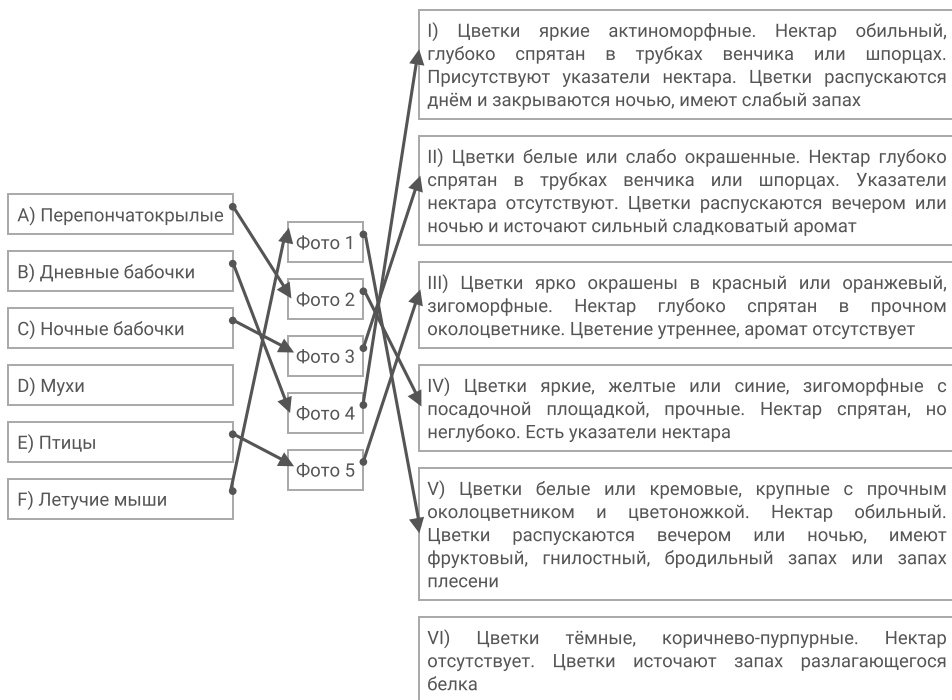 A) Перепончатокрылые
B) Дневные бабочки
C) Ночные бабочки
D) Мухи
E) Птицы
F) Летучие мыши
Фото 1
Фото 2
Фото 3
Фото 4
Фото 5
I) Цветки яркие актиноморфные. Нектар обильный,
глубоко спрятан в трубках венчика или шпорцах.
Присутствуют указатели нектара. Цветки распускаются
днём и закрываются ночью, имеют слабый запах
II) Цветки белые или слабо окрашенные. Нектар глубоко
спрятан в трубках венчика или шпорцах. Указатели
нектара отсутствуют. Цветки распускаются вечером или
ночью и источают сильный сладковатый аромат
III) Цветки ярко окрашены в красный или оранжевый,
зигоморфные. Нектар глубоко спрятан в прочном
околоцветнике. Цветение утреннее, аромат отсутствует
IV) Цветки яркие, желтые или синие, зигоморфные с
посадочной площадкой, прочные. Нектар спрятан, но
неглубоко. Есть указатели нектара
V) Цветки белые или кремовые, крупные с прочным
околоцветником и цветоножкой. Нектар обильный.
Цветки распускаются вечером или ночью, имеют
фруктовый, гнилостный, бродильный запах или запах
плесени
VI) Цветки тёмные, коричнево-пурпурные. Нектар
отсутствует. Цветки источают запах разлагающегося
белка